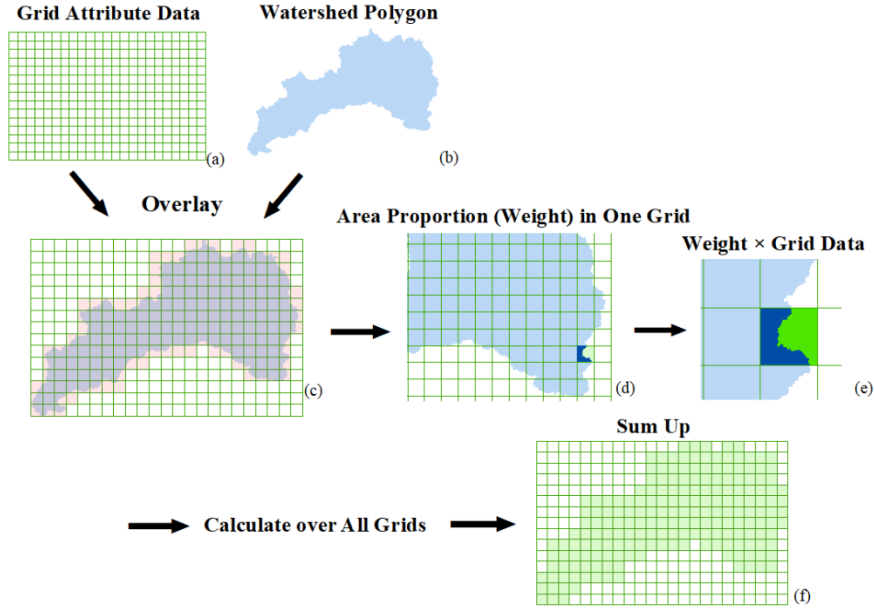 Grid Attribute Data
Watershed Polygon
(a)
(b)
Overlay
Area Proportion (Weight) in One Grid
Weight × Grid Data
(c)
(d)
(e)
Sum Up
Calculate over All Grids
(f)